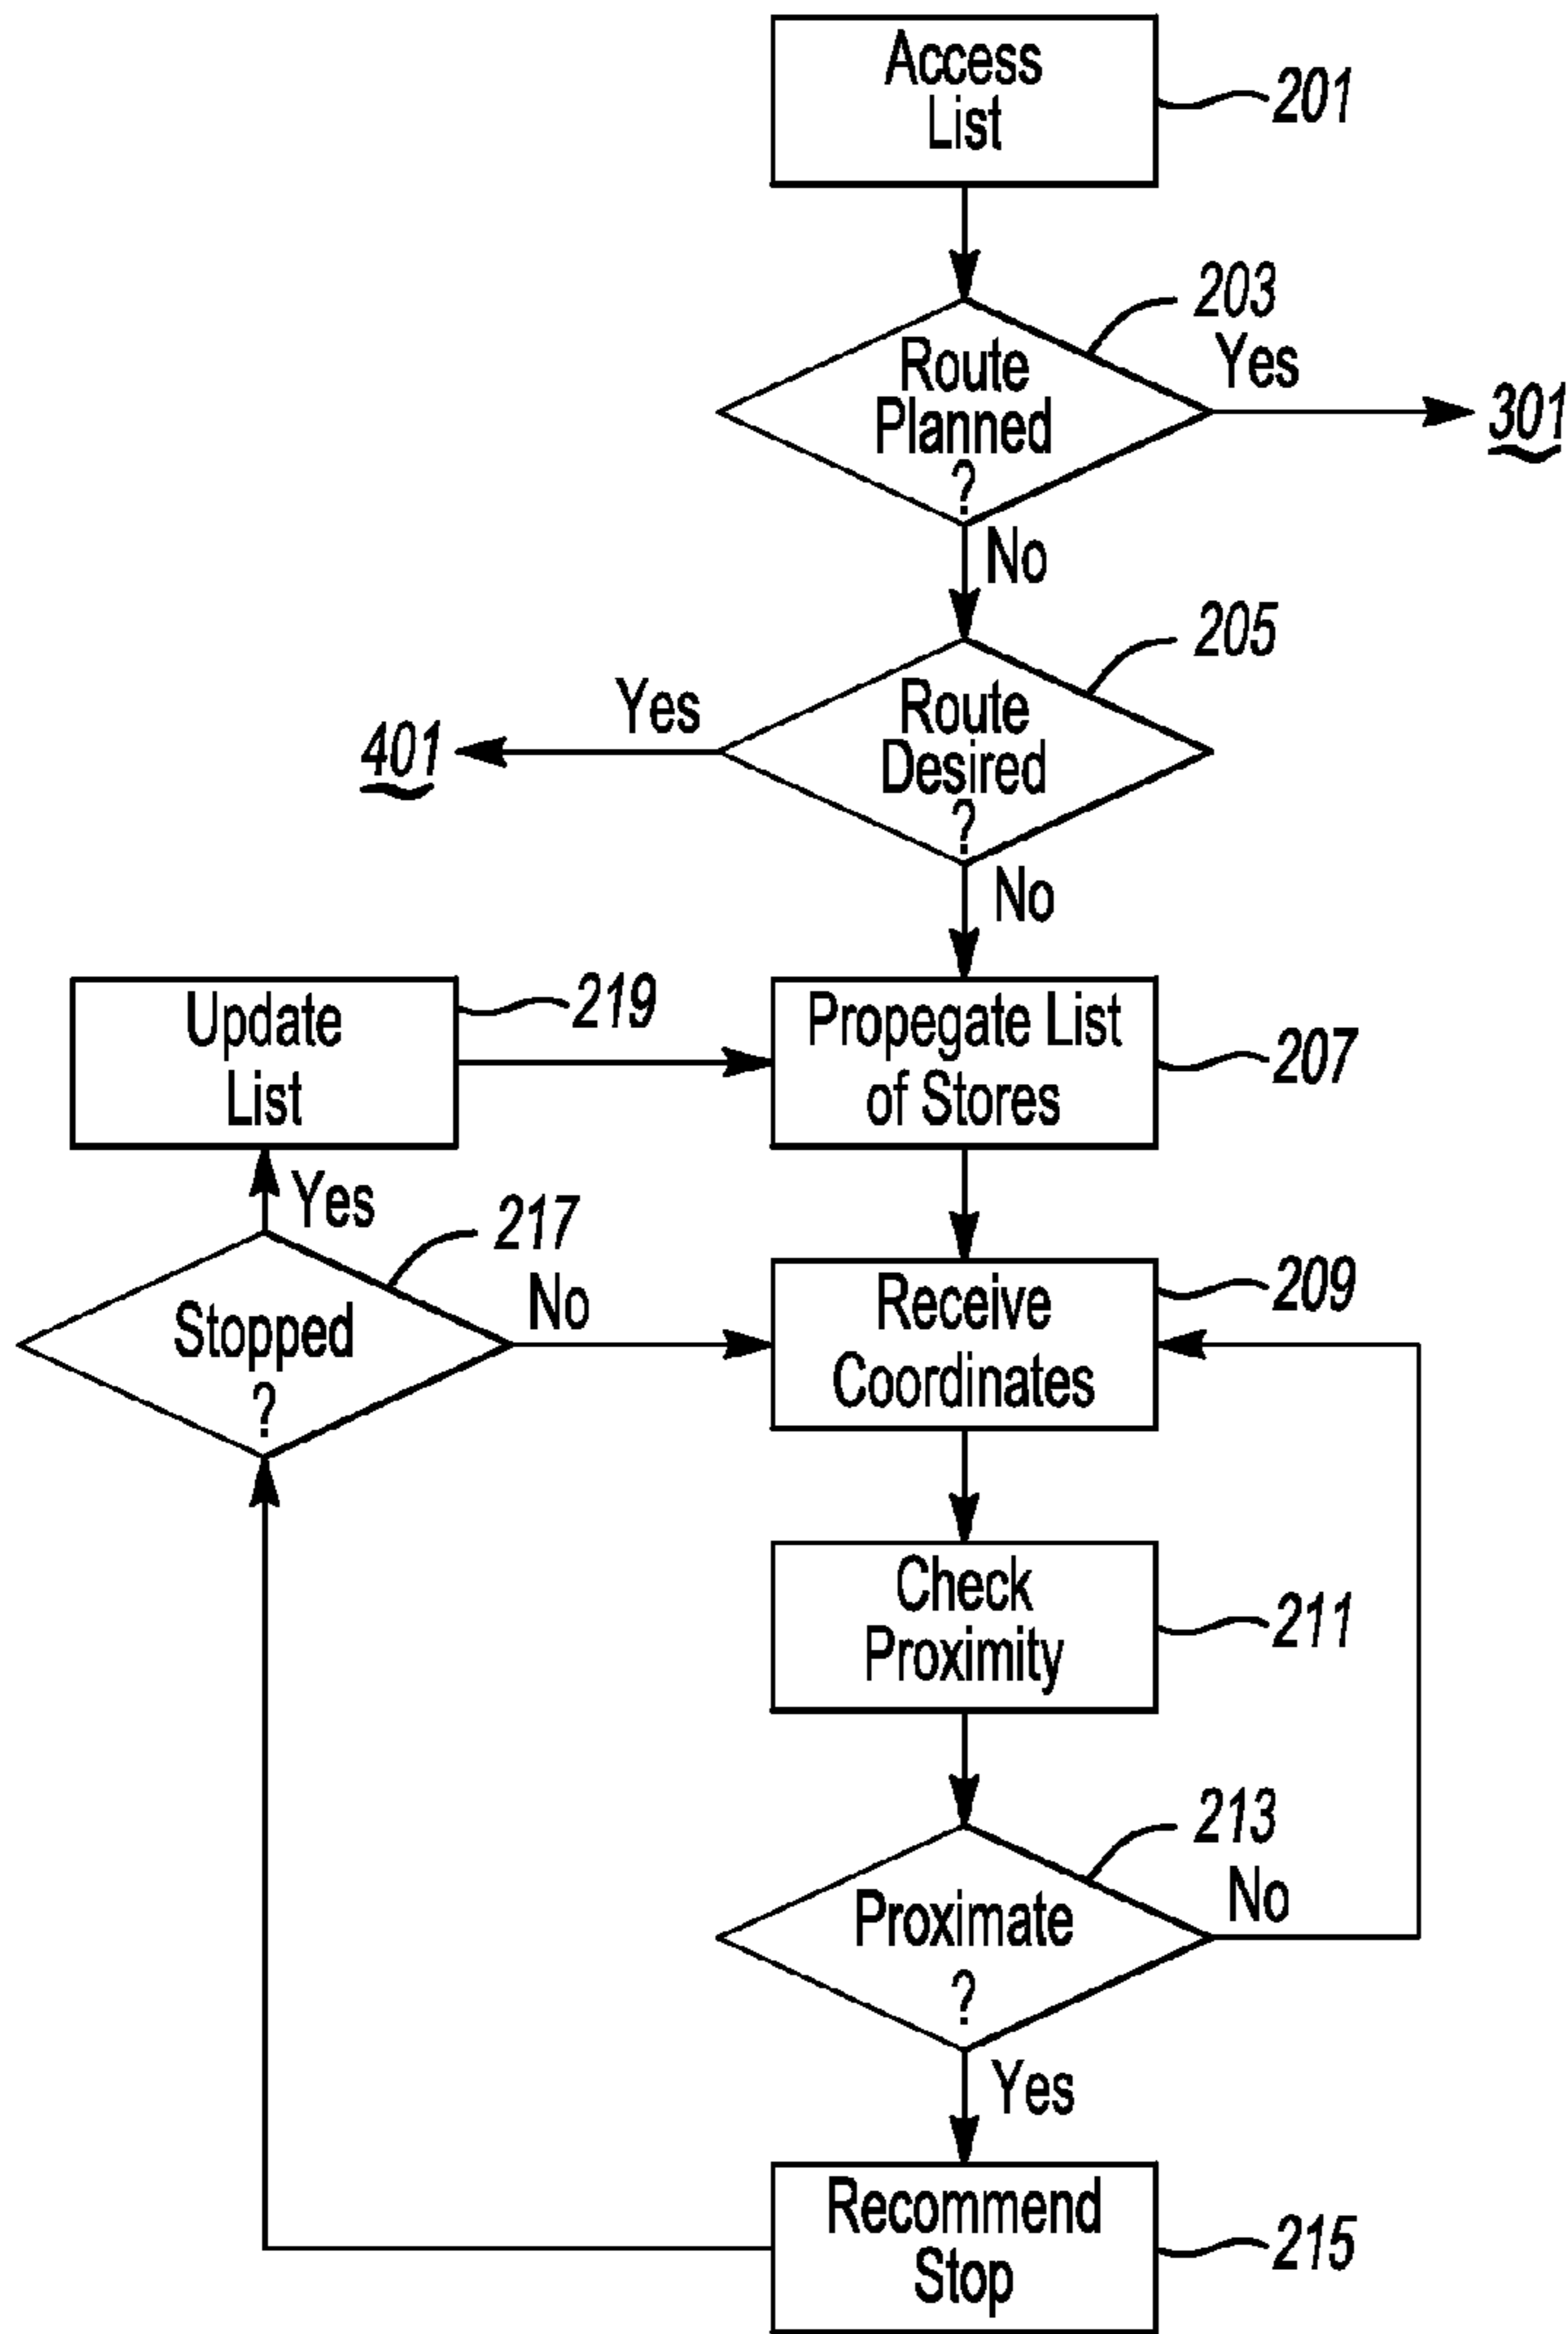 Access
List
201
203
Route
Planned
?
Yes
301
No
205
Route
Desired
?
Yes
401
No
Update
List
219
Propegate List
of Stores
207
Yes
217
Stopped
?
No
Receive
Coordinates
209
Check
Proximity
211
213
Proximate
?
No
Yes
Recommend
Stop
215